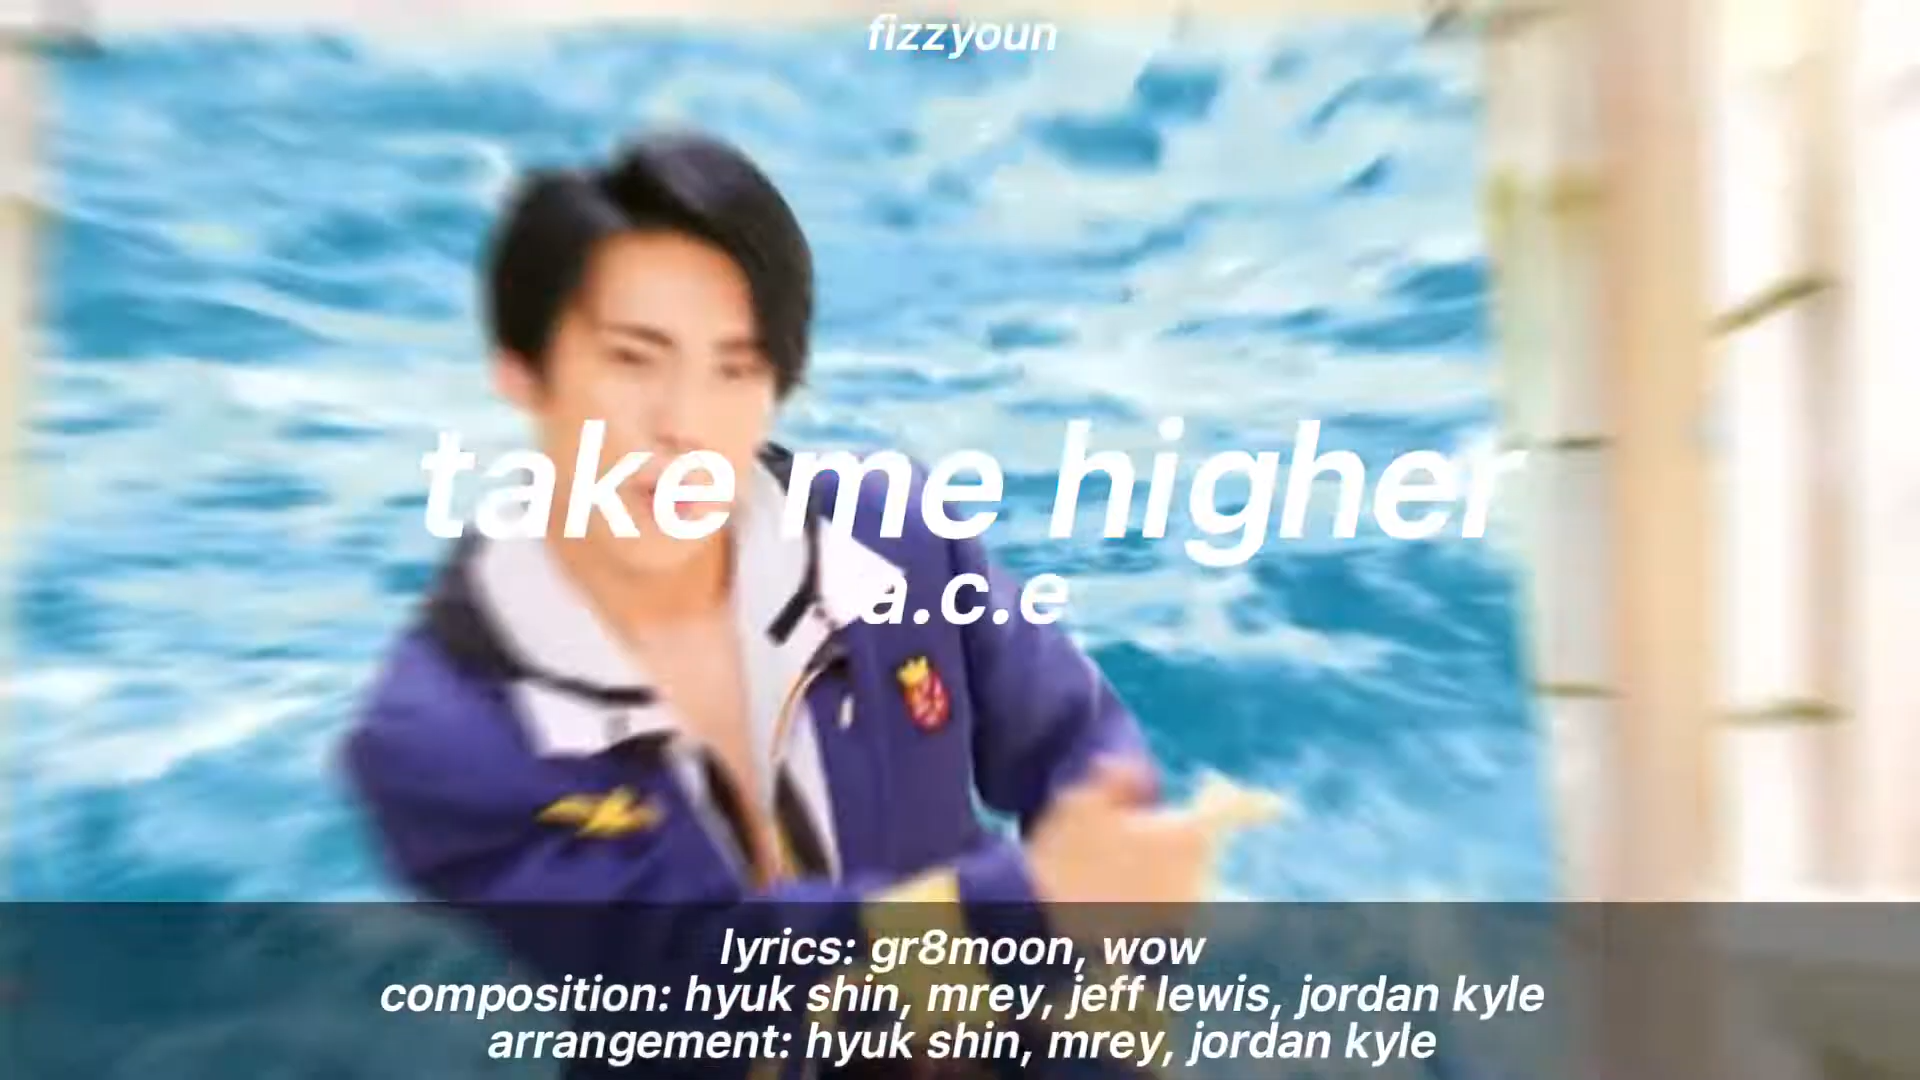 fizzyoun
take me higher
a.c.e
lyrics: gr8moon, wow
composition: hyuk shin, mrey, jeff lewis, jordan kyle
arrangement: hyuk shin, mrey, jordan kyle